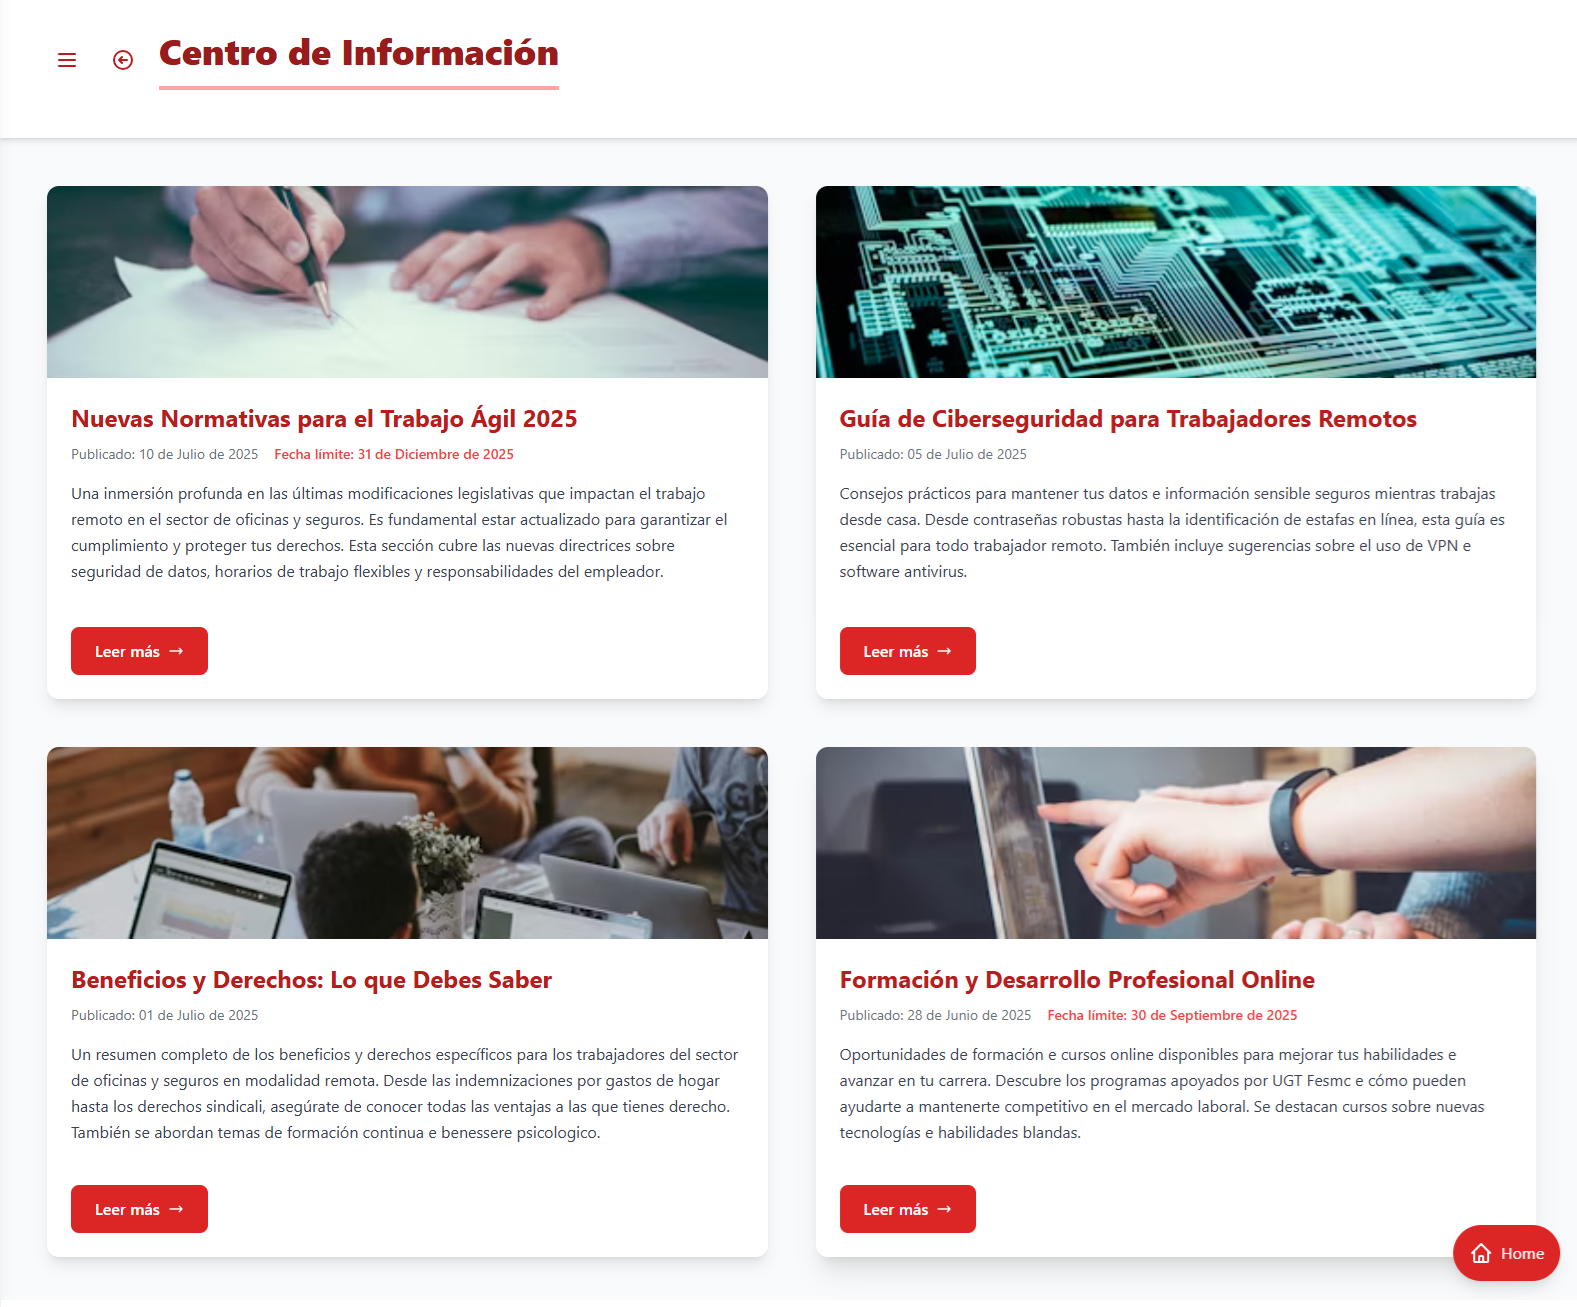 Centro de Información
Nuevas Normativas para el Trabajo Ágil 2025
Publicado: 10 de Julio de 2025 Fecha límite: 31 de Diciembre de 2025
Una inmersión profunda en las últimas modificaciones legislativas que impactan el trabajo
remoto en el sector de oficinas y seguros. Es fundamental estar actualizado para garantizar el
cumplimiento y proteger tus derechos. Esta sección cubre las nuevas directrices sobre
seguridad de datos, horarios de trabajo flexibles y responsabilidades del empleador.
Leer más →
Guía de Ciberseguridad para Trabajadores Remotos
Publicado: 05 de Julio de 2025
Consejos prácticos para mantener tus datos e información sensible seguros mientras trabajas
desde casa. Desde contraseñas robustas hasta la identificación de estafas en línea, esta guía es
esencial para todo trabajador remoto. También incluye sugerencias sobre el uso de VPN e
software antivirus.
Leer más →
Beneficios y Derechos: Lo que Debes Saber
Publicado: 01 de Julio de 2025
Un resumen completo de los beneficios y derechos específicos para los trabajadores del sector
de oficinas y seguros en modalidad remota. Desde las indemnizaciones por gastos de hogar
hasta los derechos sindicali, asegúrate de conocer todas las ventajas a las que tienes derecho.
También se abordan temas de formación continua e benessere psicologico.
Leer más →
Formación y Desarrollo Profesional Online
Publicado: 28 de Junio de 2025 Fecha límite: 30 de Septiembre de 2025
Oportunidades de formación e cursos online disponibles para mejorar tus habilidades e
avanzar en tu carrera. Descubre los programas apoyados por UGT Fesmc e cómo pueden
ayudarte a mantenerte competitivo en el mercado laboral. Se destacan cursos sobre nuevas
tecnologías e habilidades blandas.
Leer más →
Home